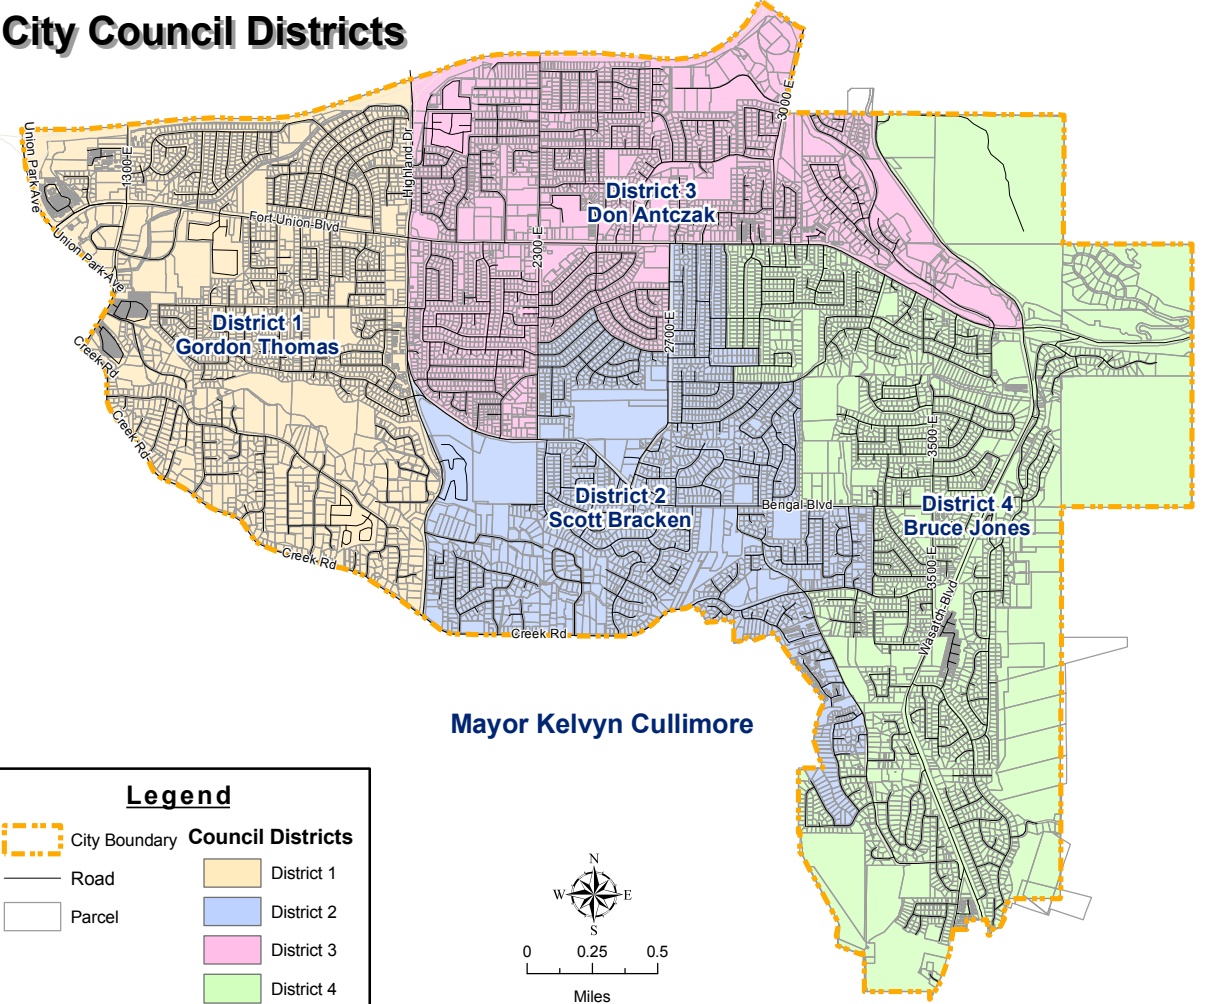 City Council Districts
3000 E
Union Park Ave
1300 E
Highland Dr
District 3
Don Antczak
Fort Union Blvd
2300 E
Union Park Ave
2700 E
District 1
Gordon Thomas
Creek Rd
Creek Rd
3500 E
District 2
Scott Bracken
Bengal Blvd
District 4
Bruce Jones
Creek Rd
3500 E
Wasatch Blvd
Creek Rd
Mayor Kelvyn Cullimore
Legend
City Boundary
Road
Parcel
Council Districts
District 1
District 2
District 3
District 4
N
W E
S
0 0.25 0.5
Miles